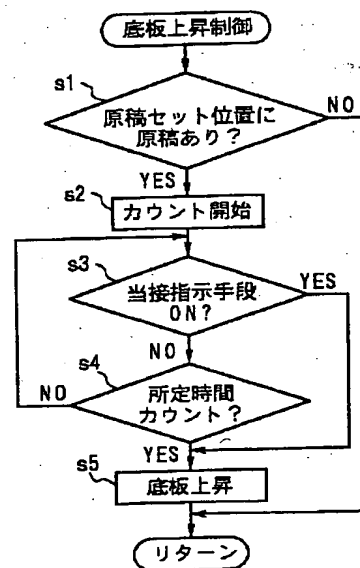 底板上昇制御
s1
原稿セット位置に
原稿あり?
NO
YES
s2
カウント開始
s3
当接指示手段
ON?
YES
NO
s4
所定時間
カウント?
NO
YES
s5
底板上昇
リターン